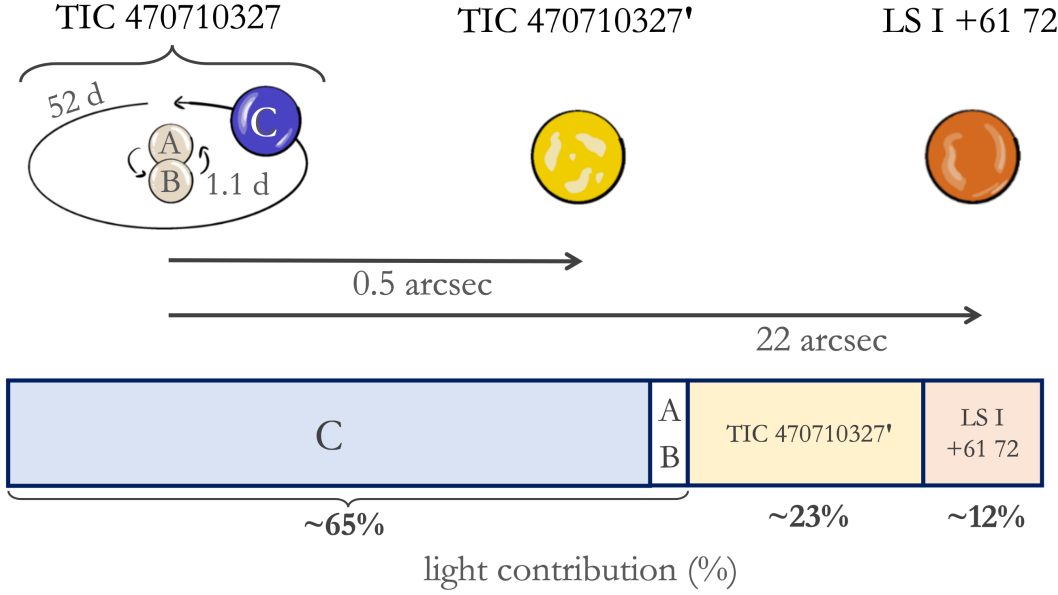 TIC 470710327
TIC 470710327'
LS I +61 72
52 d
C
A
B
1.1 d
0.5 arcsec
22 arcsec
C
A
B
TIC 470710327'
LS I
+61 72
~65%
~23%
~12%
light contribution (%)